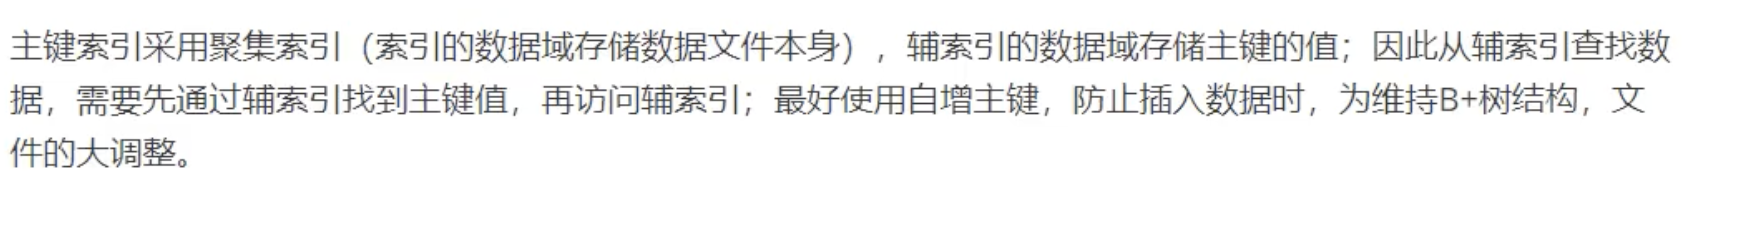 主键索引采用聚集索引（索引的数据域存储数据文件本身），辅索引的数据域存储主键的值；因此从辅索引查找数
据，需要先通过辅索引找到主键值，再访问辅索引；最好使用自增主键，防止插入数据时，为维持B+树结构，文
件的大调整。